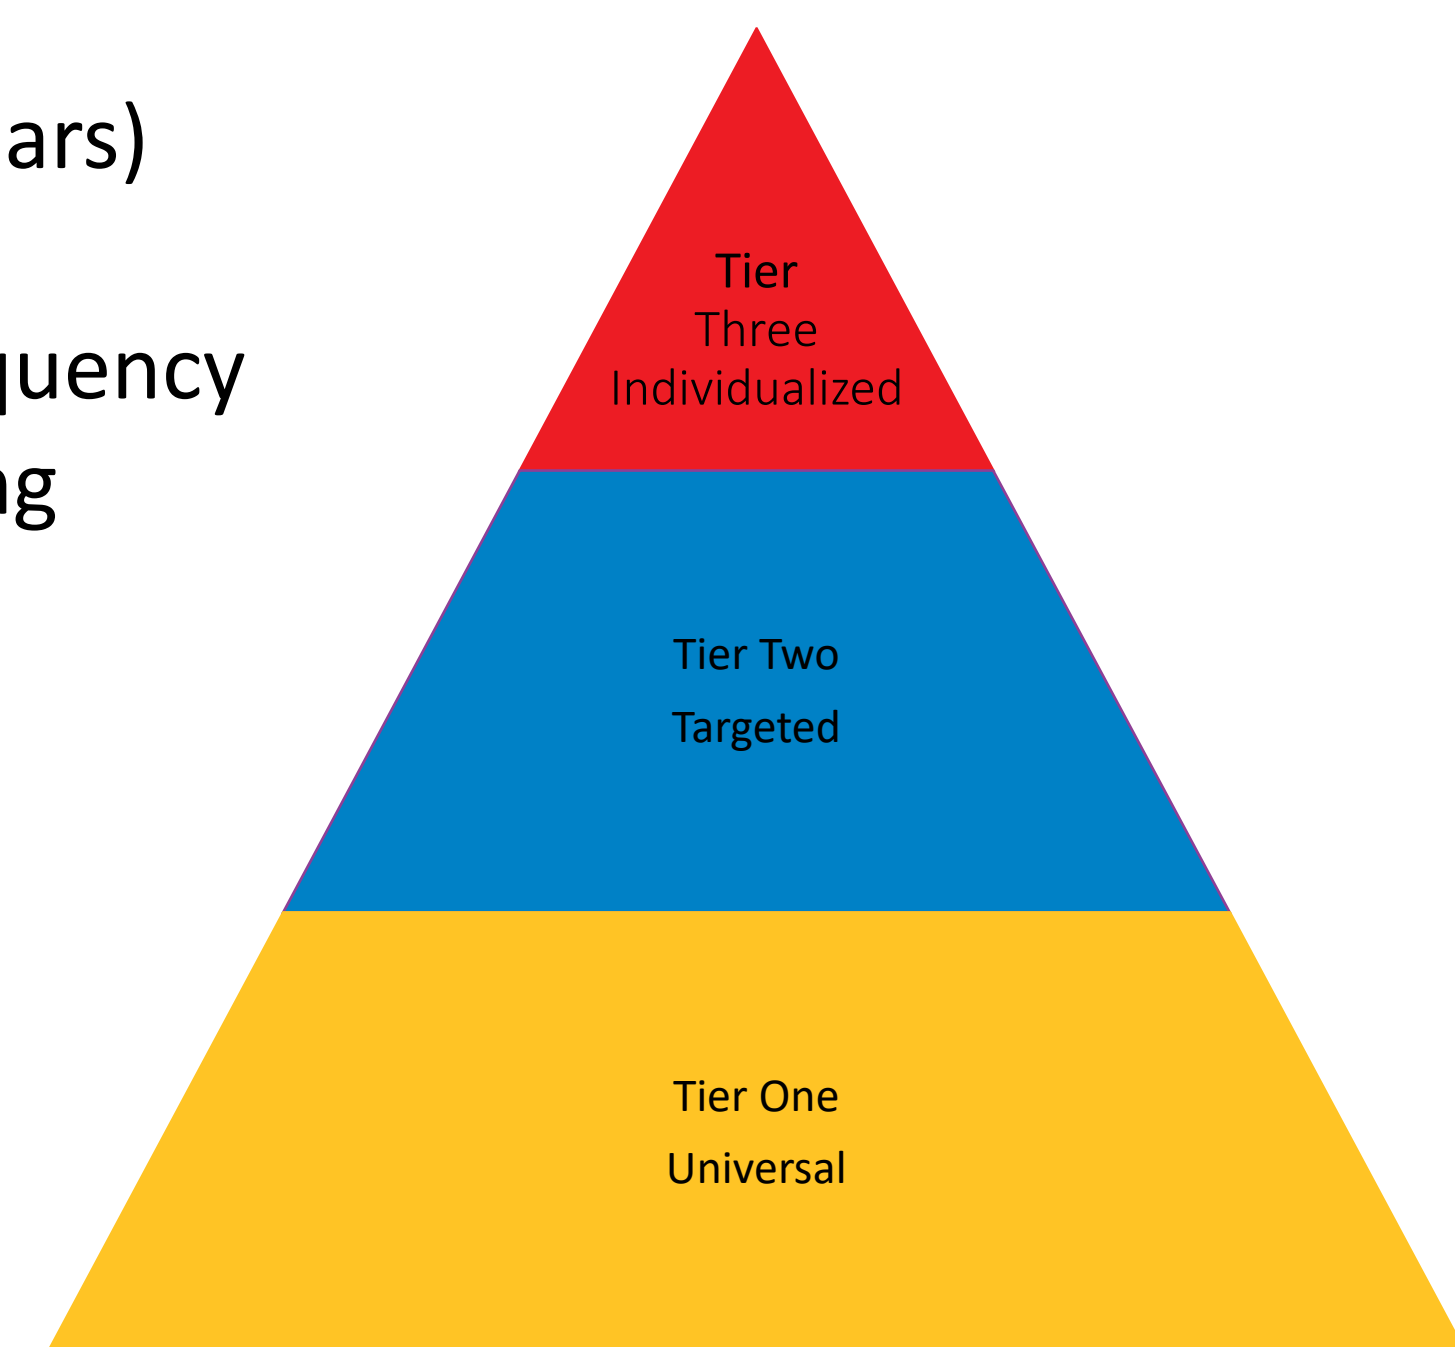 ars)
quency
ng
Tier
Three
Individualized
Tier Two
Targeted
Tier One
Universal